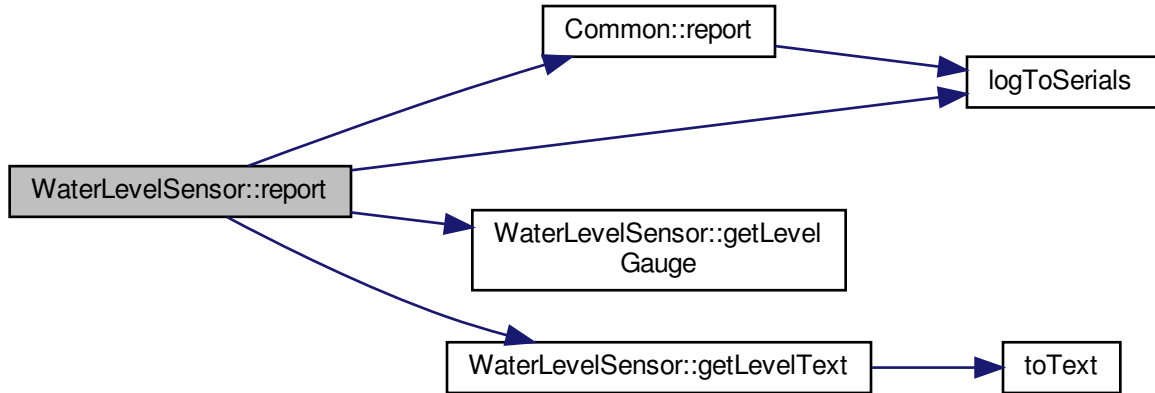 Common::report
logToSerials
WaterLevelSensor::report
WaterLevelSensor::getLevel
Gauge
WaterLevelSensor::getLevelText
toText